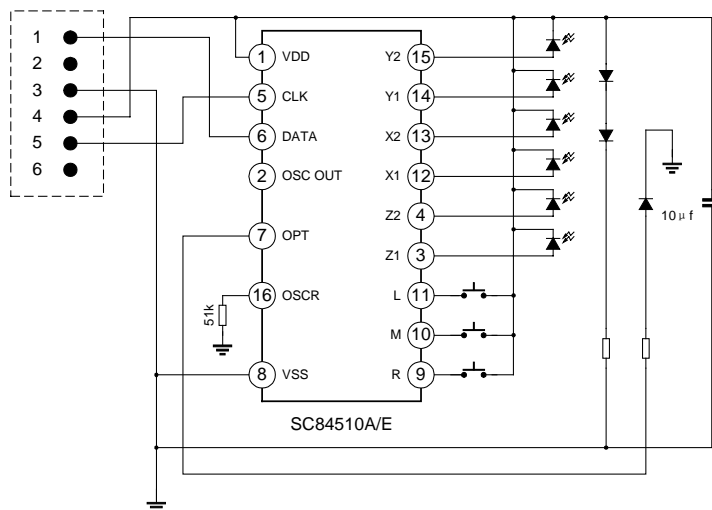 1
2
3
4
5
6
1 VDD
5 CLK
6 DATA
2 OSC OUT
7 OPT
16 OSCR
8 VSS
51k
Y2 15
Y1 14
X2 13
X1 12
Z2 4
Z1 3
L 11
M 10
R 9
10μf
SC84510A/E